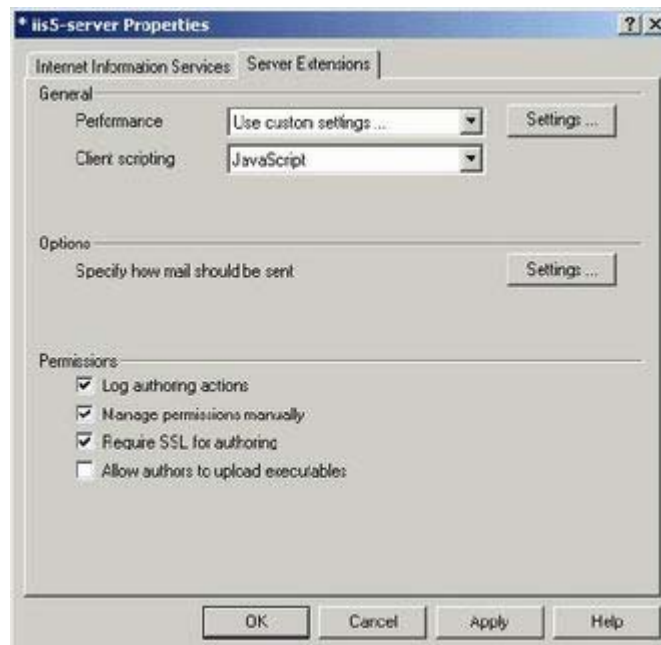 * iis5-server Properties
Internet Information Services Server Extensions
General
Performance Use custom settings ... Settings ...
Client scripting JavaScript
Options
Specify how mail should be sent Settings ...
Permissions
Log authoring actions
Manage permissions manually
Require SSL for authoring
Allow authors to upload executables
OK Cancel Apply Help